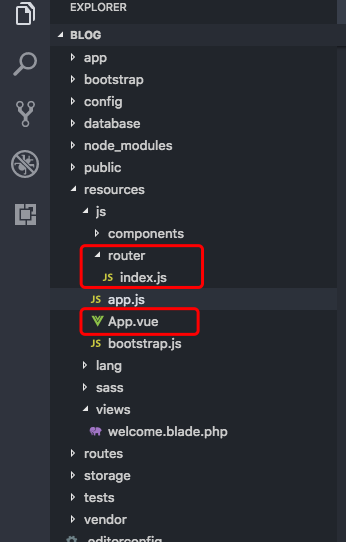 EXPLORER
BLOG
app
bootstrap
config
database
node_modules
public
resources
js
components
router
JS index.js
JS app.js
App.vue
JS bootstrap.js
lang
sass
views
welcome.blade.php
routes
storage
tests
vendor
.editorconfig